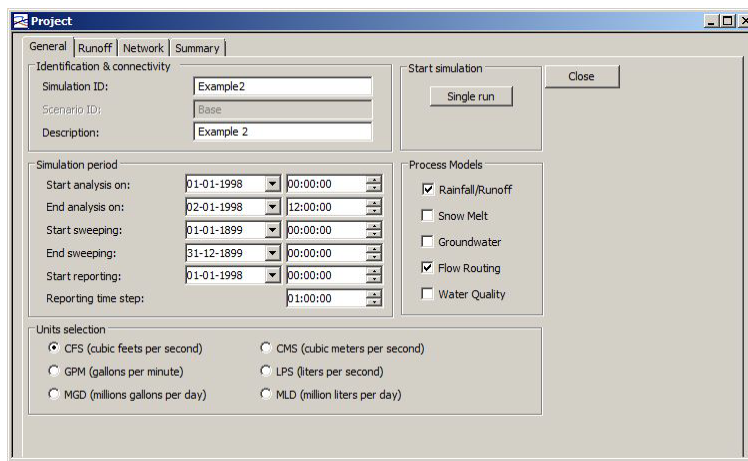 Project
General Runoff Network Summary
Identification & connectivity
Simulation ID: Example2
Scenario ID: Base
Description: Example 2
Start simulation
Single run
Close
Simulation period
Start analysis on: 01-01-1998 00:00:00
End analysis on: 02-01-1998 12:00:00
Start sweeping: 01-01-1899 00:00:00
End sweeping: 31-12-1899 00:00:00
Start reporting: 01-01-1998 00:00:00
Reporting time step: 01:00:00
Process Models
Rainfall/Runoff
Snow Melt
Groundwater
Flow Routing
Water Quality
Units selection
CFS (cubic feets per second) CMS (cubic meters per second)
GPM (gallons per minute) LPS (liters per second)
MGD (millions gallons per day) MLD (million liters per day)